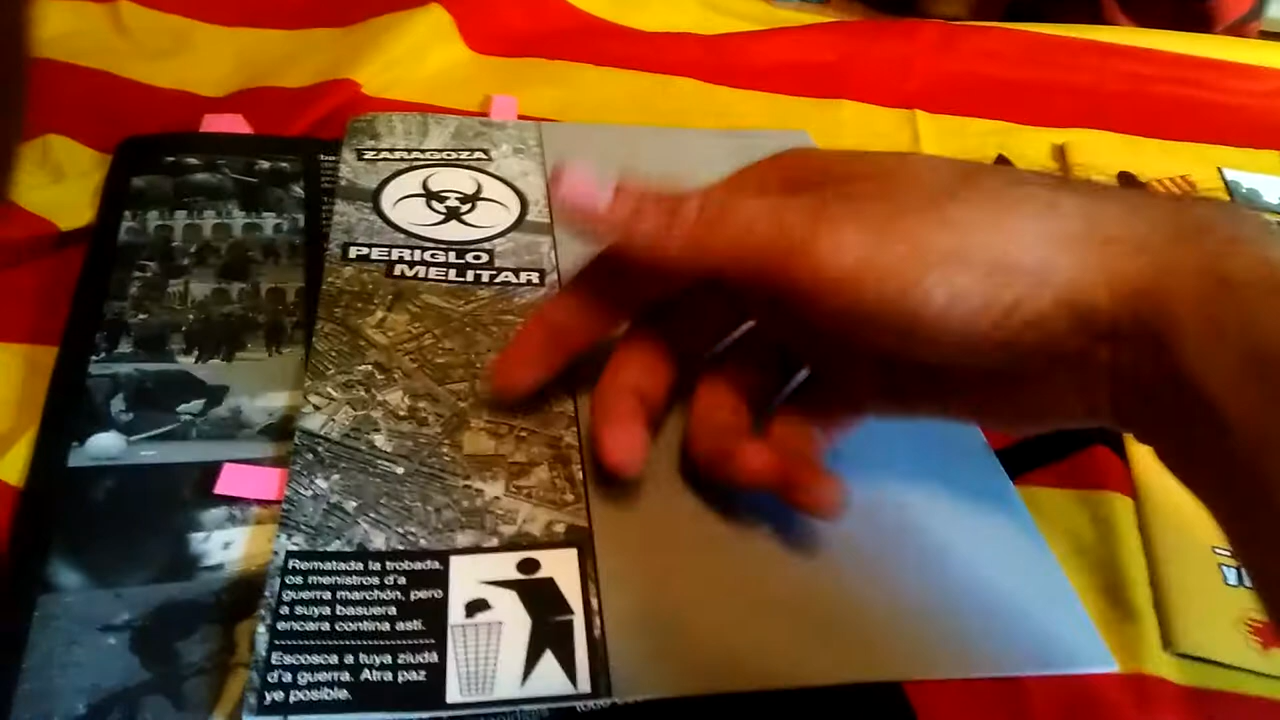 ZARAGOZA
PERIGLO
MELITAR
Rematada la trobada,
os menistros d'a
guerra marchón, pero
a suya basuera
encara contina astí.
Escosca a tuya ziudá
d'a guerra. Atra paz
ye posible.